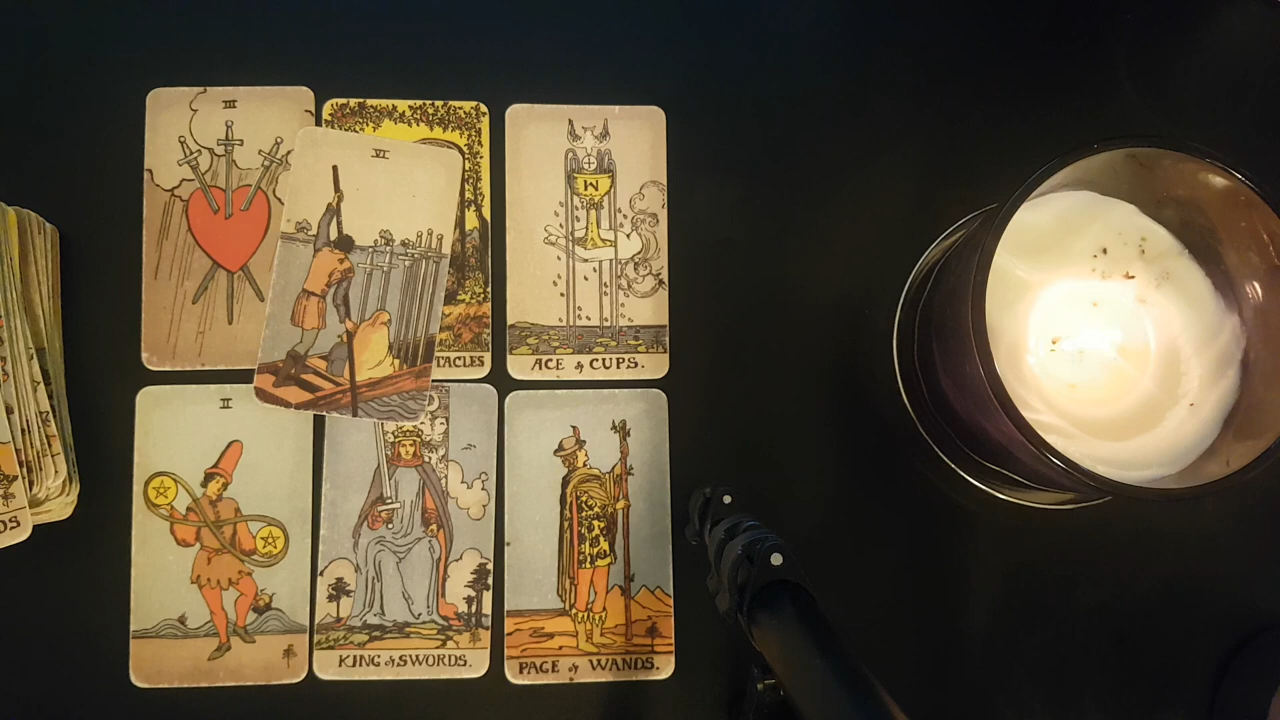 III
VI
TACLES
ACE of CUPS.
W
II
KING of SWORDS.
PAGE of WANDS.
DS